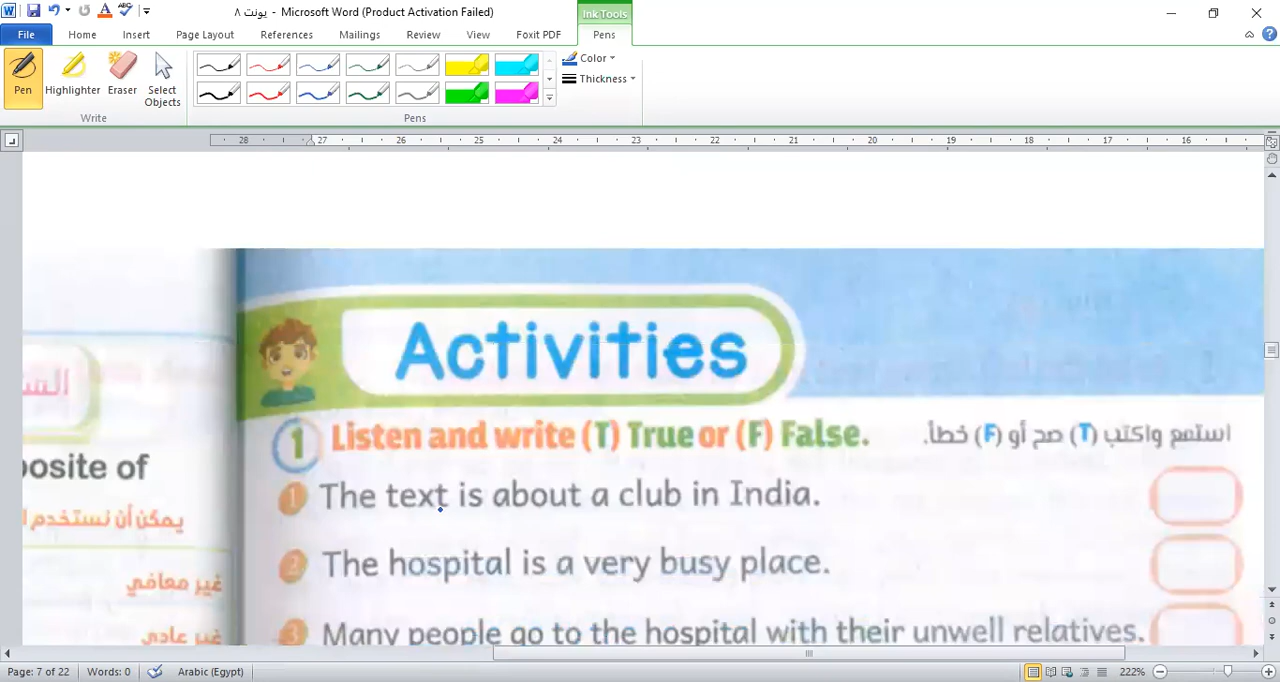 يونت ٨ - Microsoft Word (Product Activation Failed)
Ink Tools
File Home Insert Page Layout References Mailings Review View Foxit PDF Pens
Pen Highlighter Eraser Select Objects
Color
Thickness
Write Pens
28 27 26 25 24 23 22 21 20 19 18 17 16
Activities
1 Listen and write (T) True or (F) False. استمع واكتب (T) صح أو (F) خطأ.
1 The text is about a club in India.
posite of
يمكن أن نستخدم
2 The hospital is a very busy place.
غير معافي
3 Many people go to the hospital with their unwell relatives.
غير عادي
Page: 7 of 22 Words: 0 Arabic (Egypt) 222%